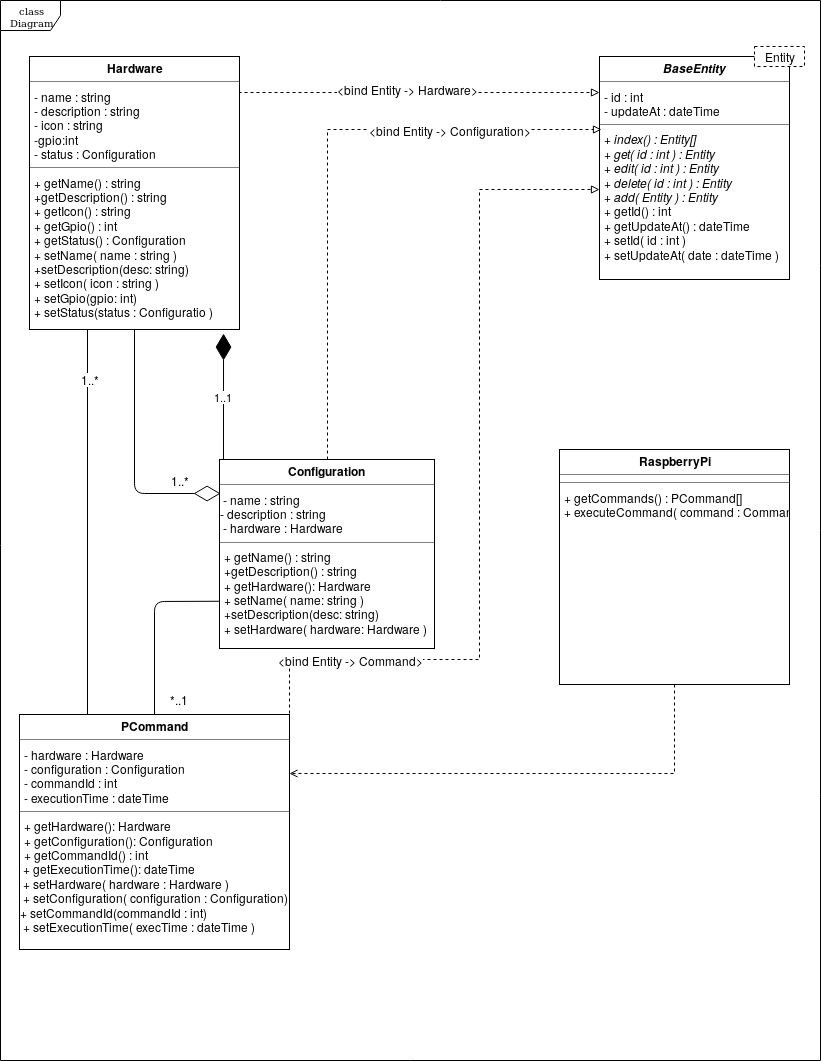 class
Diagram
Hardware
- name : string
- description : string
- icon : string
-gpio:int
- status : Configuration
+ getName() : string
+getDescription() : string
+ getIcon() : string
+ getGpio() : int
+ getStatus() : Configuration
+ setName( name : string )
+setDescription(desc: string)
+ setIcon( icon : string )
+ setGpio(gpio: int)
+ setStatus(status : Configuratio )
<bind Entity -> Hardware>
<bind Entity -> Configuration>
Entity
BaseEntity
- id : int
- updateAt : dateTime
+ index() : Entity[]
+ get( id : int ) : Entity
+ edit( id : int ) : Entity
+ delete( id : int ) : Entity
+ add( Entity ) : Entity
+ getId() : int
+ getUpdateAt() : dateTime
+ setId( id : int )
+ setUpdateAt( date : dateTime )
1..*
1..1
1..*
Configuration
- name : string
- description : string
- hardware : Hardware
+ getName() : string
+getDescription() : string
+ getHardware(): Hardware
+ setName( name: string )
+setDescription(desc: string)
+ setHardware( hardware: Hardware )
RaspberryPi
+ getCommands() : PCommand[]
+ executeCommand( command : Comman
<bind Entity -> Command>
*..1
PCommand
- hardware : Hardware
- configuration : Configuration
- commandId : int
- executionTime : dateTime
+ getHardware(): Hardware
+ getConfiguration(): Configuration
+ getCommandId() : int
+ getExecutionTime(): dateTime
+ setHardware( hardware : Hardware )
+ setConfiguration( configuration : Configuration)
+ setCommandId(commandId : int)
+ setExecutionTime( execTime : dateTime )